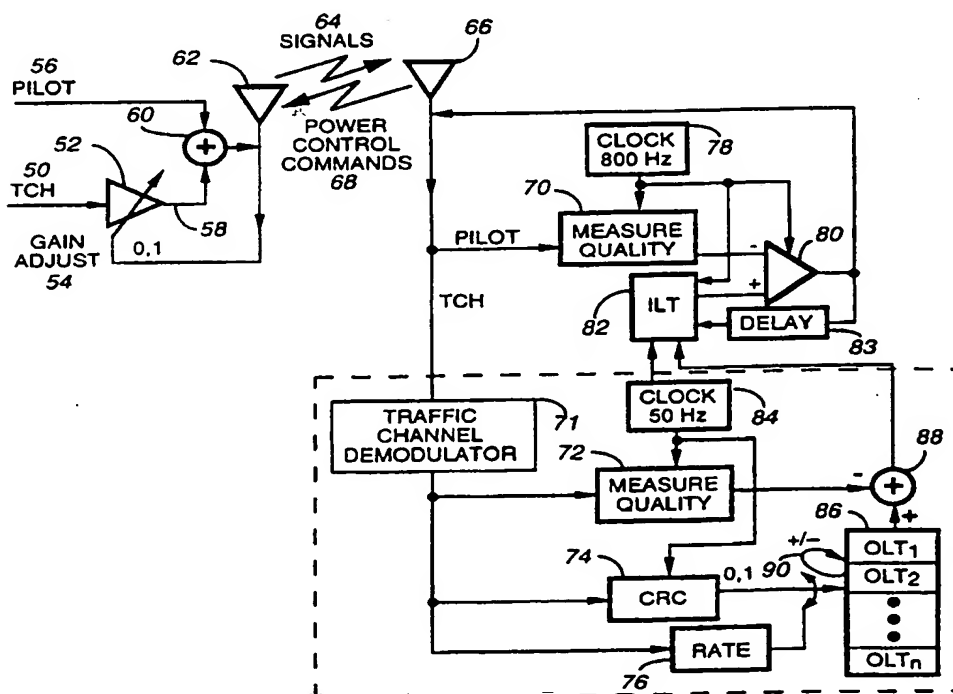 64
SIGNALS
66
62
56
PILOT
60
+
52
50
TCH
58
GAIN
ADJUST
54
0,1
POWER
CONTROL
COMMANDS
68
CLOCK
800 Hz
78
70
PILOT
MEASURE
QUALITY
-
+
80
82
ILT
DELAY
83
TCH
CLOCK
50 Hz
84
TRAFFIC
CHANNEL
DEMODULATOR
71
72
MEASURE
QUALITY
-
+
88
+
86
OLT1
+/-
OLT2
OLTn
74
CRC
0,1
90
RATE
76